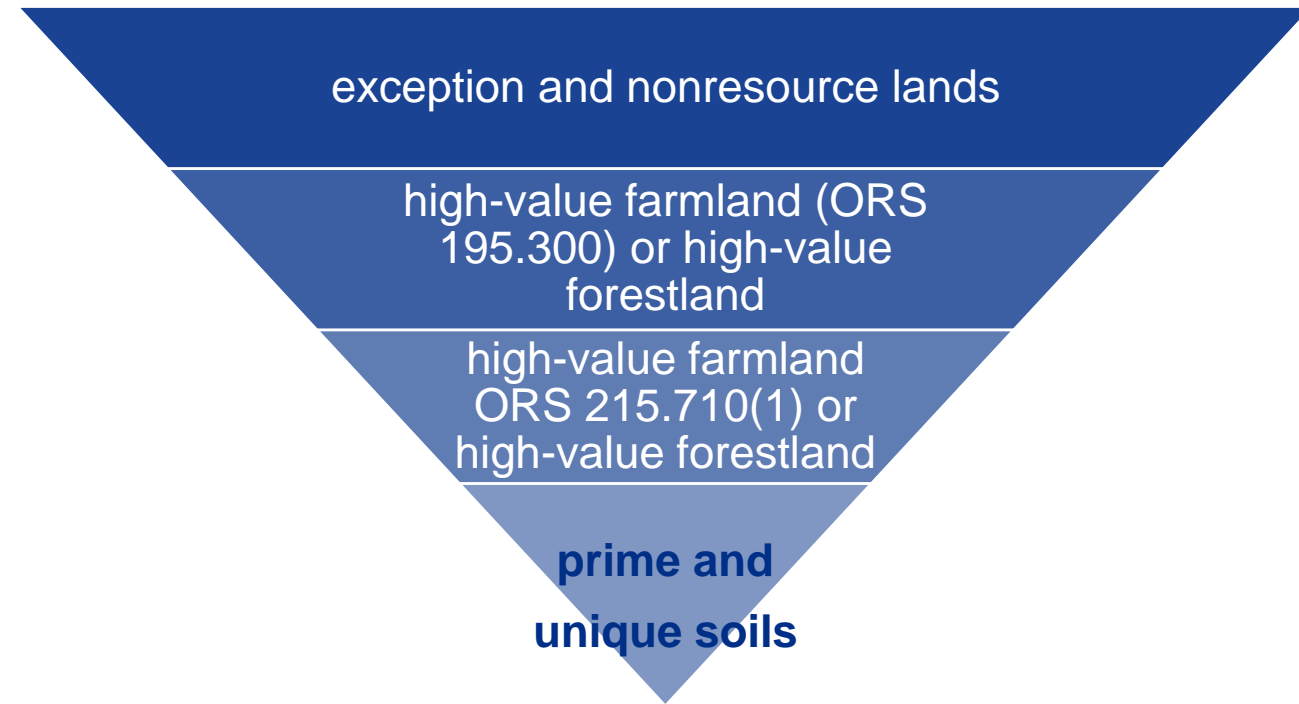 exception and nonresource lands
high-value farmland (ORS
195.300) or high-value
forestland
high-value farmland
ORS 215.710(1) or
high-value forestland
prime and
unique soils